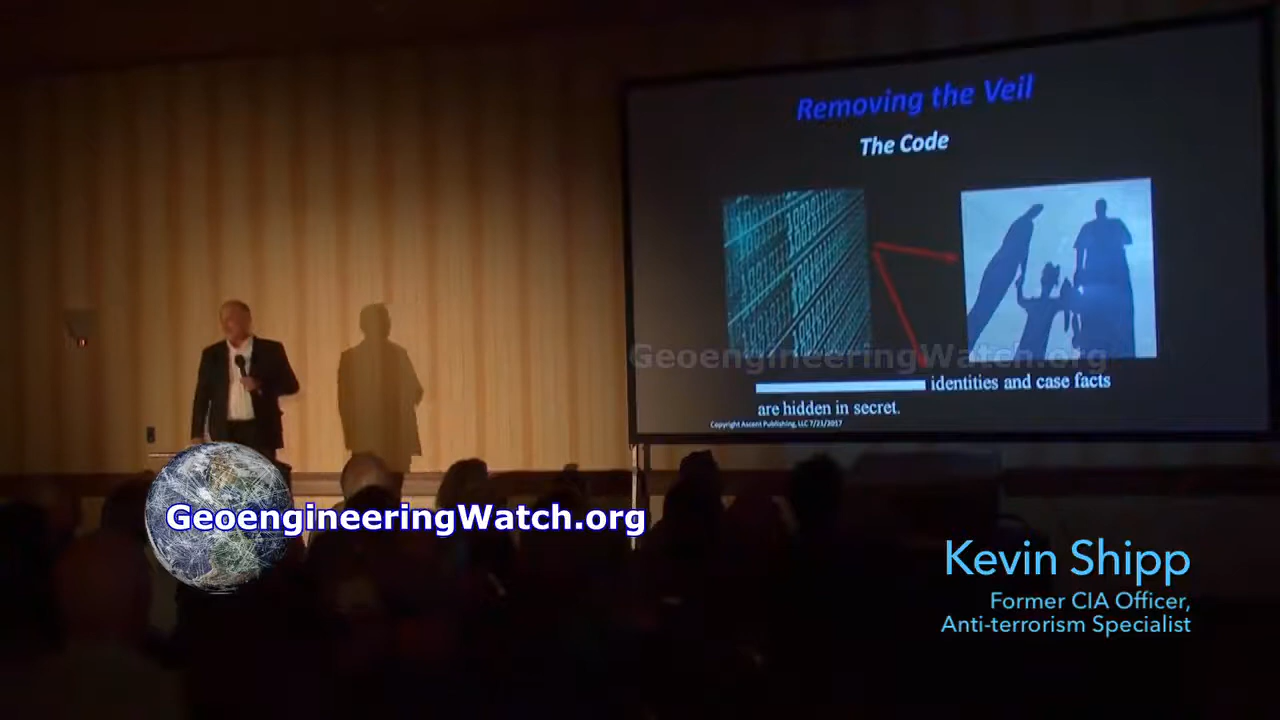 Removing the Veil
The Code
GeoengineeringWatch.org
identities and case facts
are hidden in secret.
Copyright Ascent Publishing, LLC 7/21/2017
GeoengineeringWatch.org
Kevin Shipp
Former CIA Officer,
Anti-terrorism Specialist